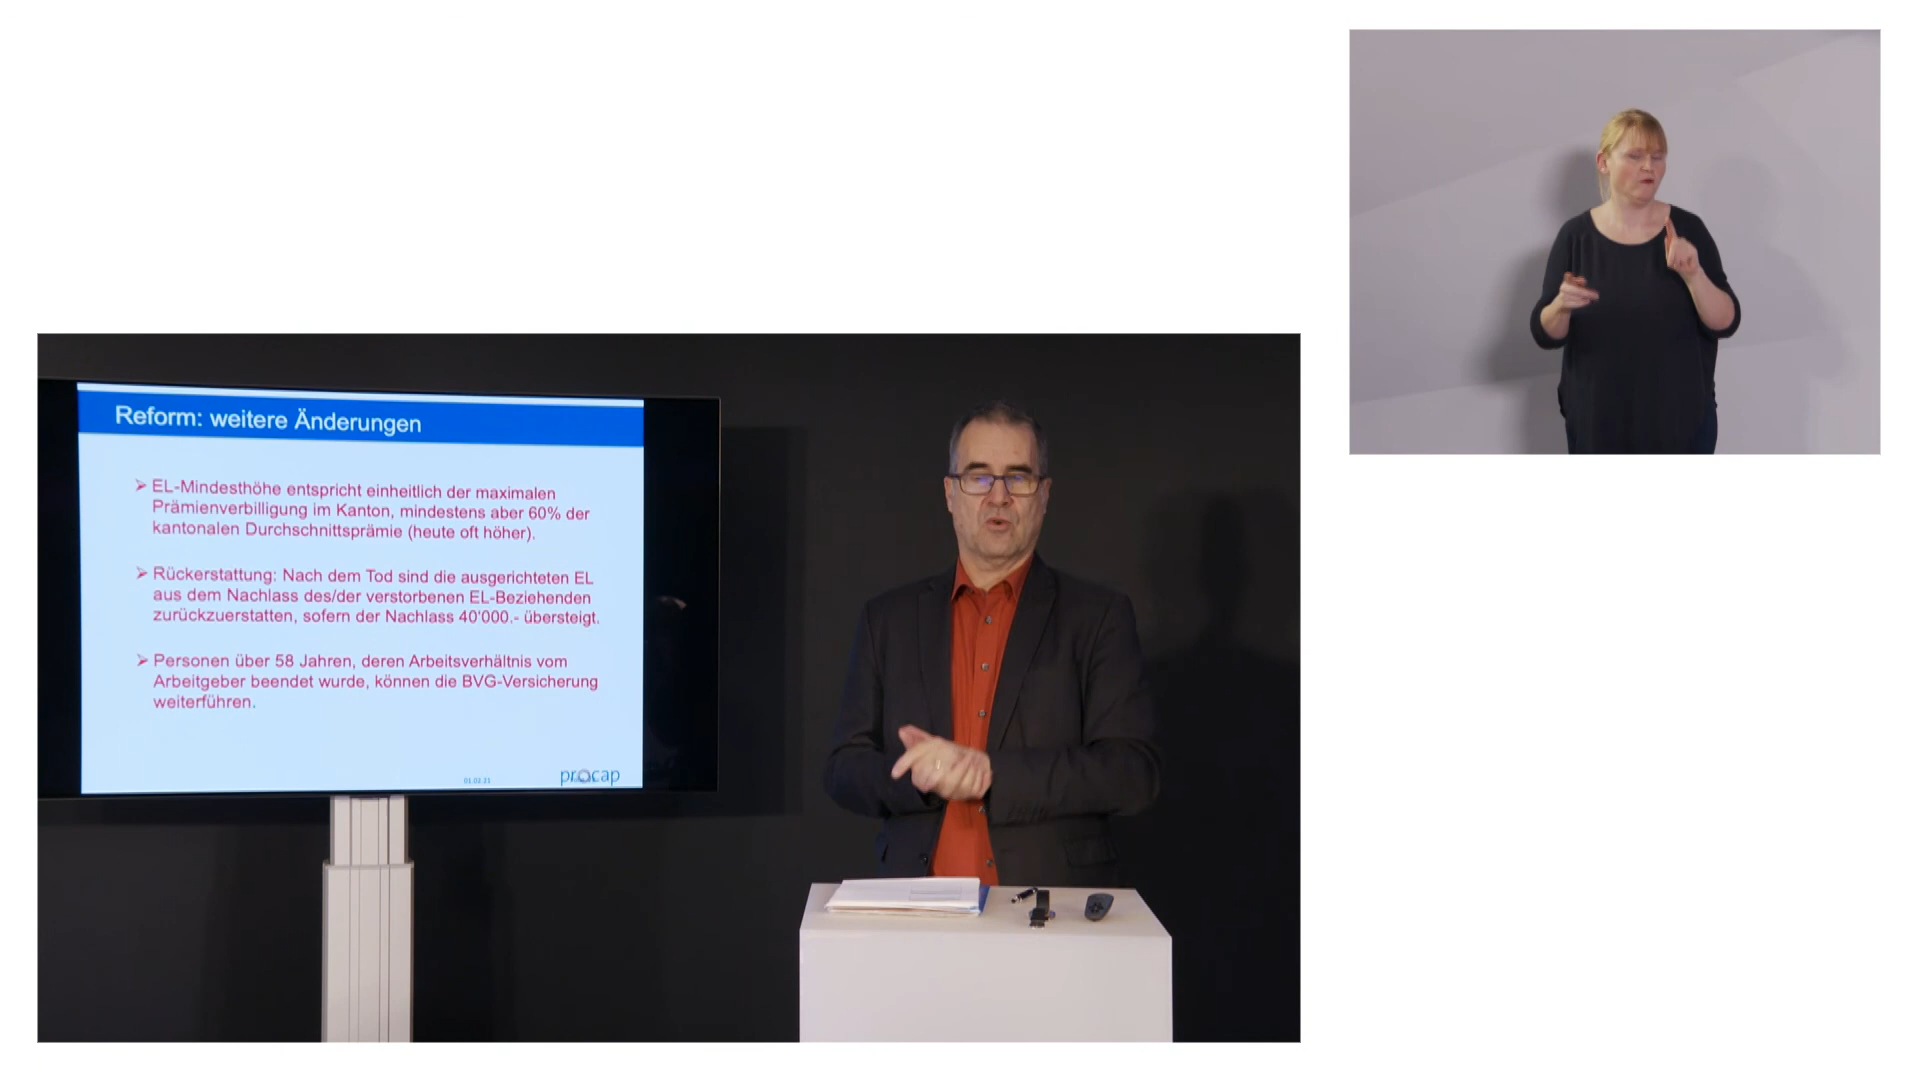 Reform: weitere Änderungen
➢ EL-Mindesthöhe entspricht einheitlich der maximalen
Prämienverbilligung im Kanton, mindestens aber 60% der
kantonalen Durchschnittsprämie (heute oft höher).
➢ Rückerstattung: Nach dem Tod sind die ausgerichteten EL
aus dem Nachlass des/der verstorbenen EL-Beziehenden
zurückzuerstatten, sofern der Nachlass 40'000.- übersteigt.
➢ Personen über 58 Jahren, deren Arbeitsverhältnis vom
Arbeitgeber beendet wurde, können die BVG-Versicherung
weiterführen.
01.02.21
procap